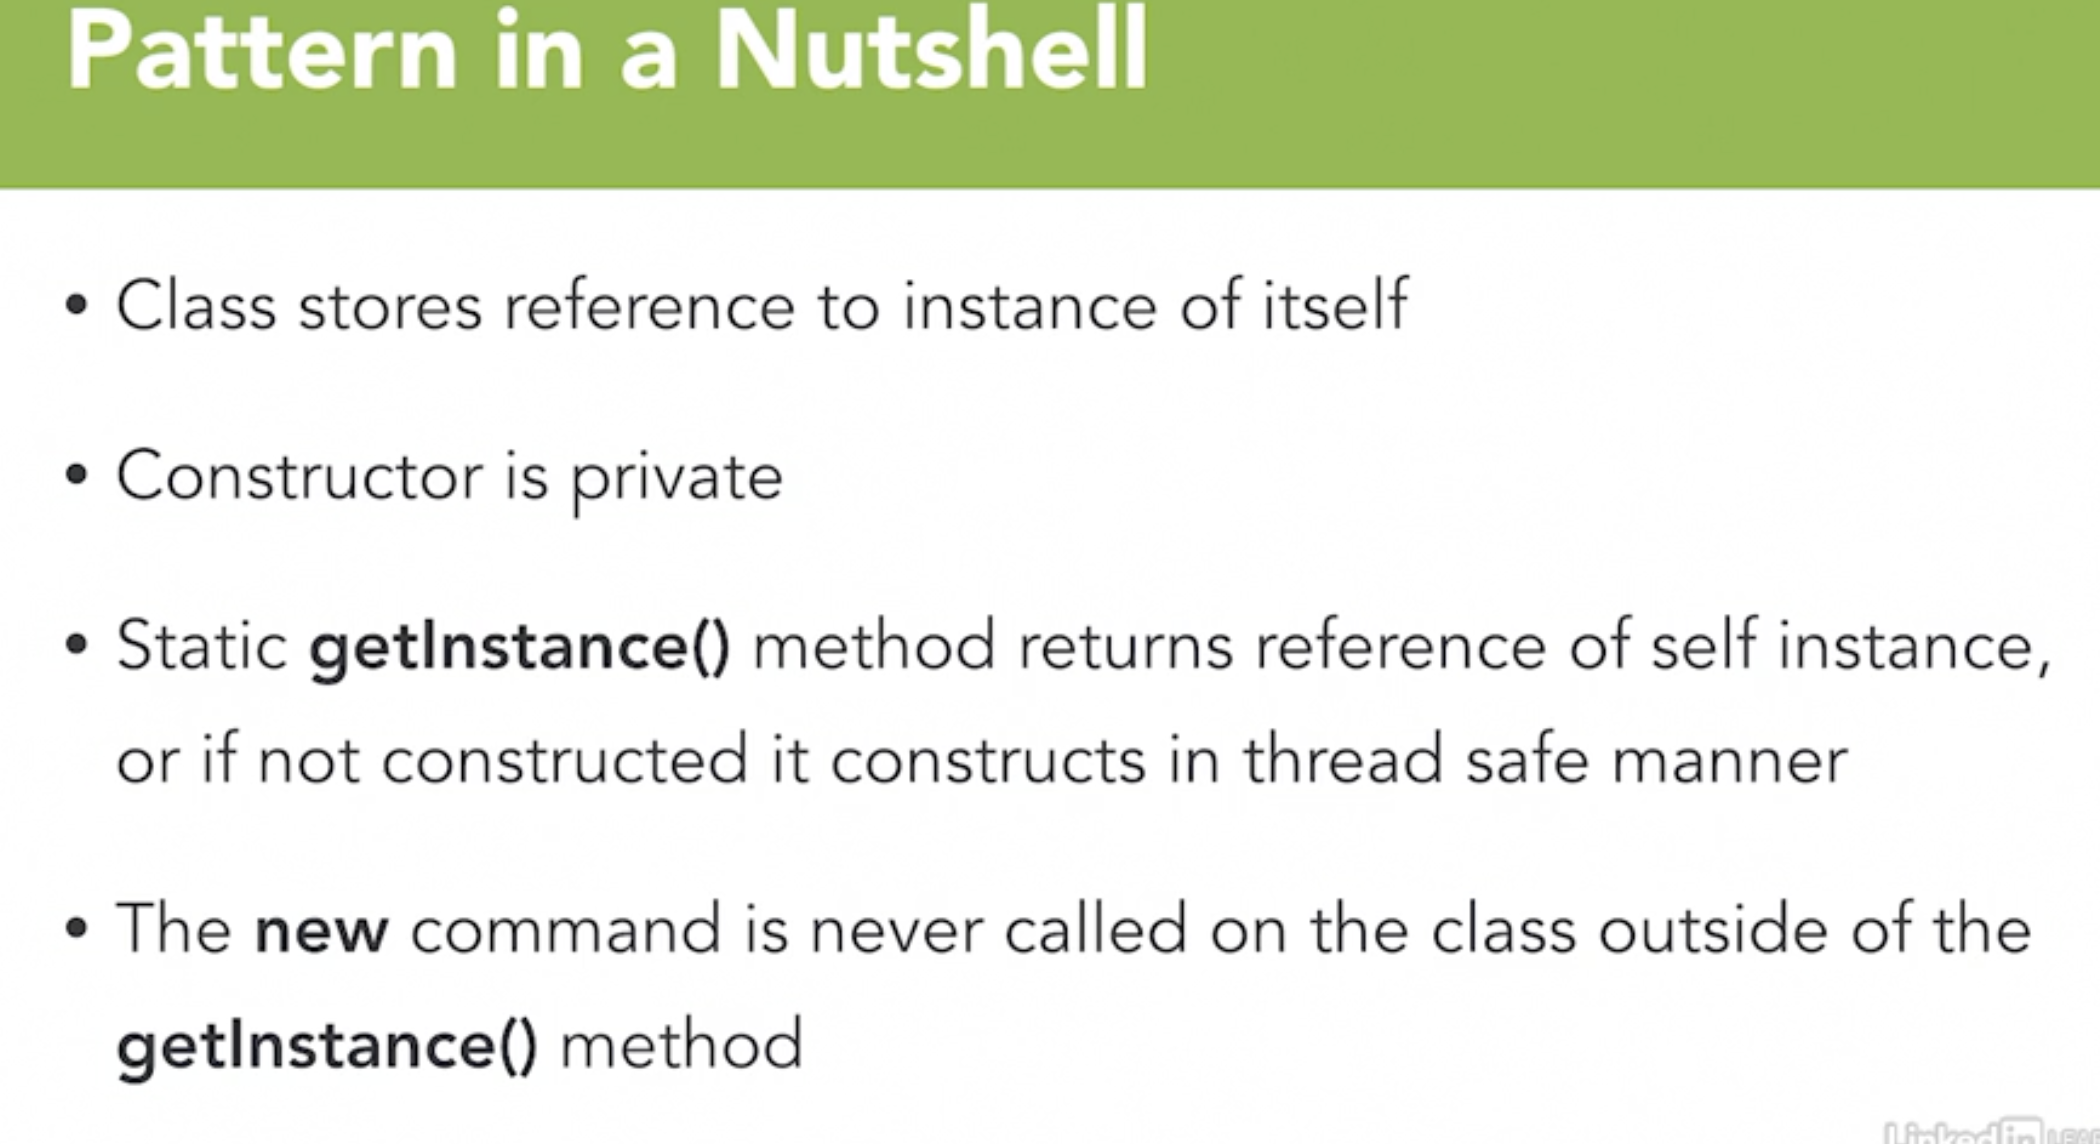 Pattern in a Nutshell
• Class stores reference to instance of itself
• Constructor is private
• Static getInstance() method returns reference of self instance,
or if not constructed it constructs in thread safe manner
• The new command is never called on the class outside of the
getInstance() method
Linked in